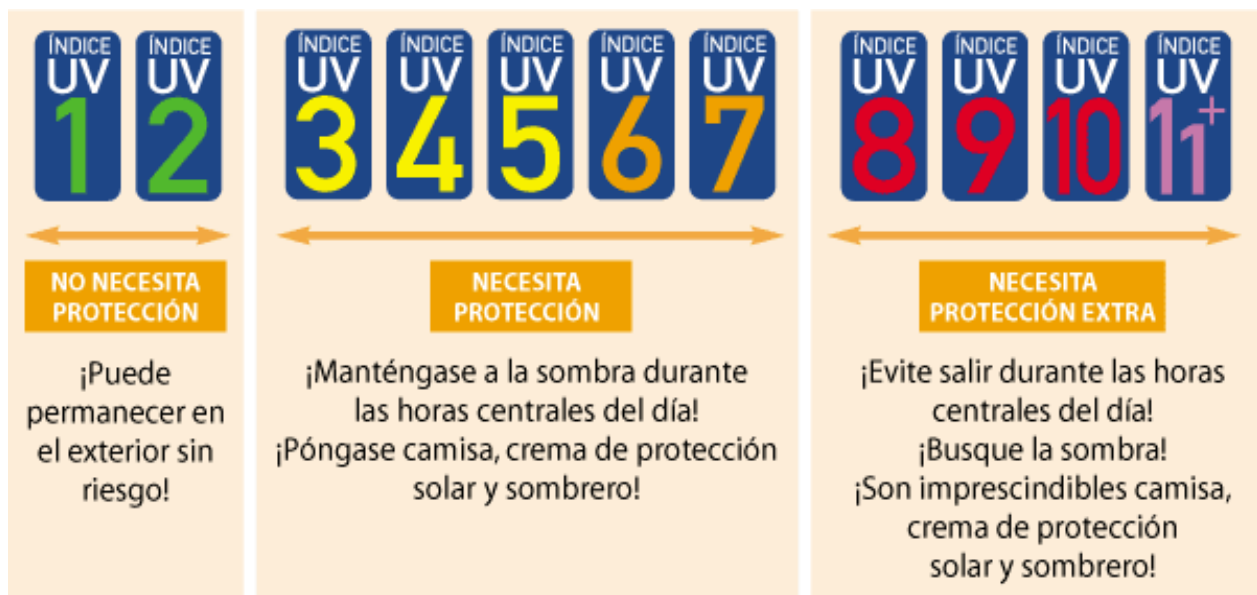 ÍNDICE
UV
1
ÍNDICE
UV
2
NO NECESITA
PROTECCIÓN
¡Puede
permanecer en
el exterior sin
riesgo!
ÍNDICE
UV
3
ÍNDICE
UV
4
ÍNDICE
UV
5
ÍNDICE
UV
6
ÍNDICE
UV
7
NECESITA
PROTECCIÓN
¡Manténgase a la sombra durante
las horas centrales del día!
¡Póngase camisa, crema de protección
solar y sombrero!
ÍNDICE
UV
8
ÍNDICE
UV
9
ÍNDICE
UV
10
ÍNDICE
UV
11+
NECESITA
PROTECCIÓN EXTRA
¡Evite salir durante las horas
centrales del día!
¡Busque la sombra!
¡Son imprescindibles camisa,
crema de protección
solar y sombrero!